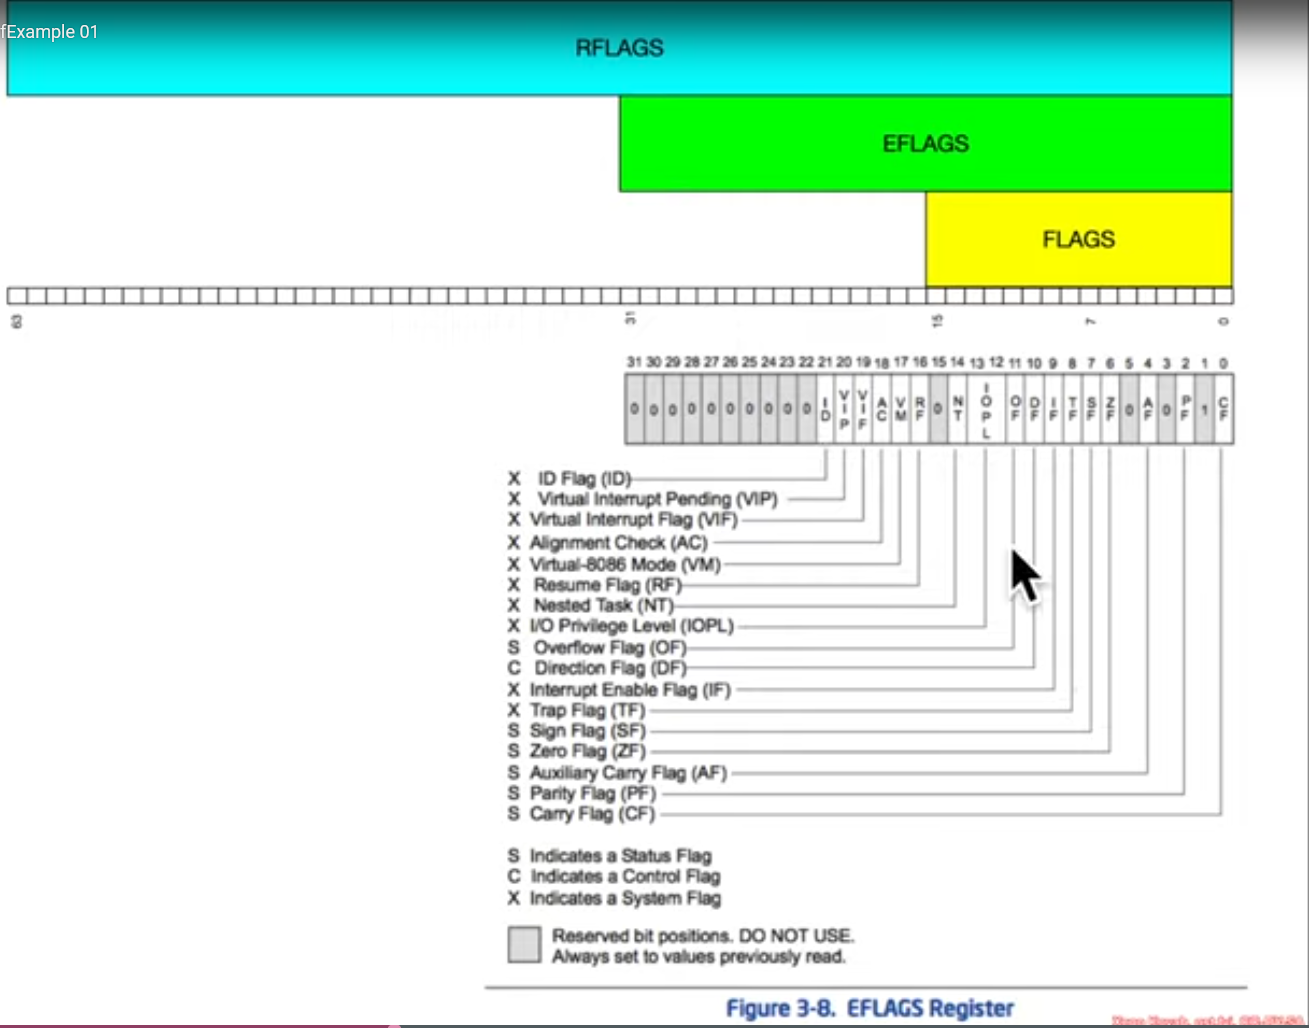 fExample 01
RFLAGS
EFLAGS
FLAGS
63 31 15 7 0
31 30 29 28 27 26 25 24 23 22 21 20 19 18 17 16 15 14 13 12 11 10 9 8 7 6 5 4 3 2 1 0
0 0 0 0 0 0 0 0 0 0 ID VIP VIF AC VM RF 0 NT IOPL OF DF IF TF SF ZF 0 AF 0 PF 1 CF
X ID Flag (ID)
X Virtual Interrupt Pending (VIP)
X Virtual Interrupt Flag (VIF)
X Alignment Check (AC)
X Virtual-8086 Mode (VM)
X Resume Flag (RF)
X Nested Task (NT)
X I/O Privilege Level (IOPL)
S Overflow Flag (OF)
C Direction Flag (DF)
X Interrupt Enable Flag (IF)
X Trap Flag (TF)
S Sign Flag (SF)
S Zero Flag (ZF)
S Auxiliary Carry Flag (AF)
S Parity Flag (PF)
S Carry Flag (CF)
S Indicates a Status Flag
C Indicates a Control Flag
X Indicates a System Flag
Reserved bit positions. DO NOT USE.
Always set to values previously read.
Figure 3-8. EFLAGS Register